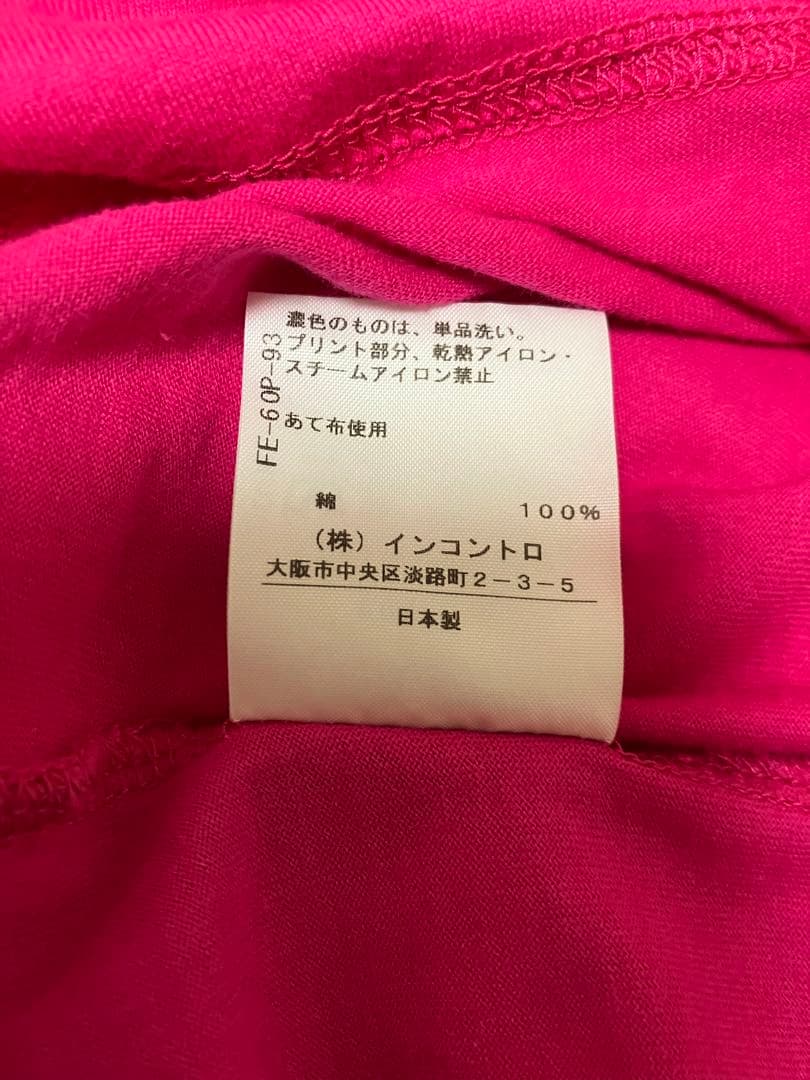 濃色のものは、単品洗い。
プリント部分、乾熱アイロン・
スチームアイロン禁止
あて布使用
FE-60P-93
綿 100%
(株)インコントロ
大阪市中央区淡路町2-3-5
日本製